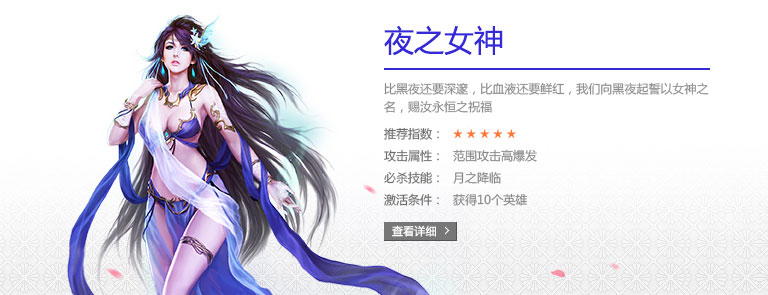 夜之女神
比黑夜还要深邃，比血液还要鲜红，我们向黑夜起誓以女神之
名，赐汝永恒之祝福
推荐指数： ★★★★★
攻击属性： 范围攻击高爆发
必杀技能： 月之降临
激活条件： 获得10个英雄
查看详细 >